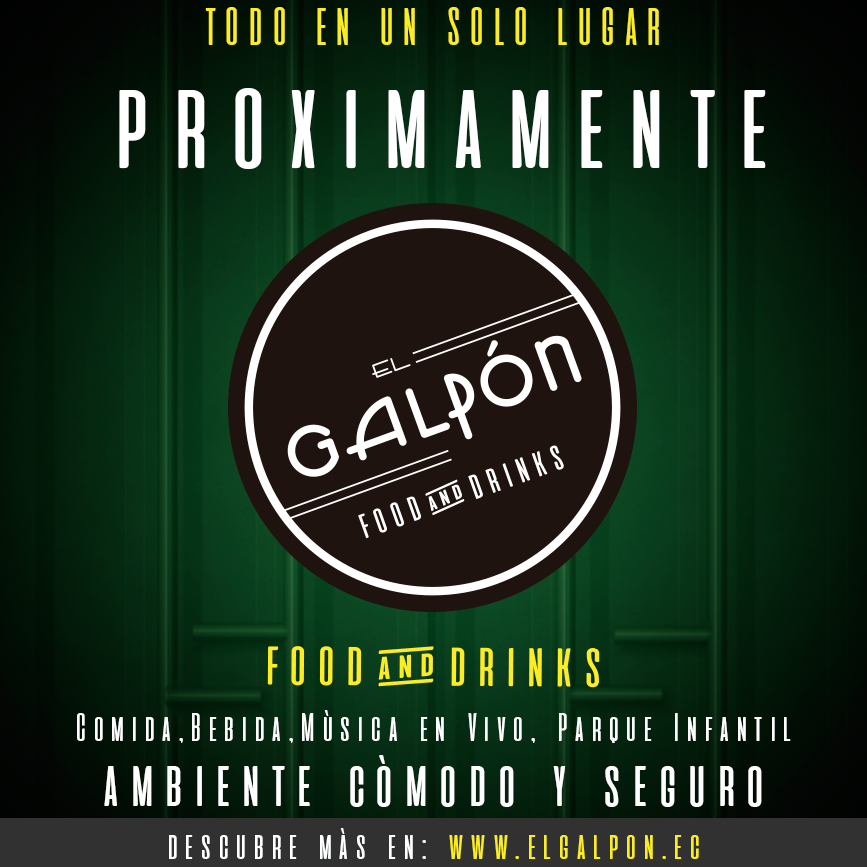 TODO EN UN SOLO LUGAR
PROXIMAMENTE
EL
GALPÓN
FOOD AND DRINKS
FOOD AND DRINKS
COMIDA,BEBIDA,MÙSICA EN VIVO, PARQUE INFANTIL
AMBIENTE CÒMODO Y SEGURO
DESCUBRE MÀS EN: WWW.ELGALPON.EC